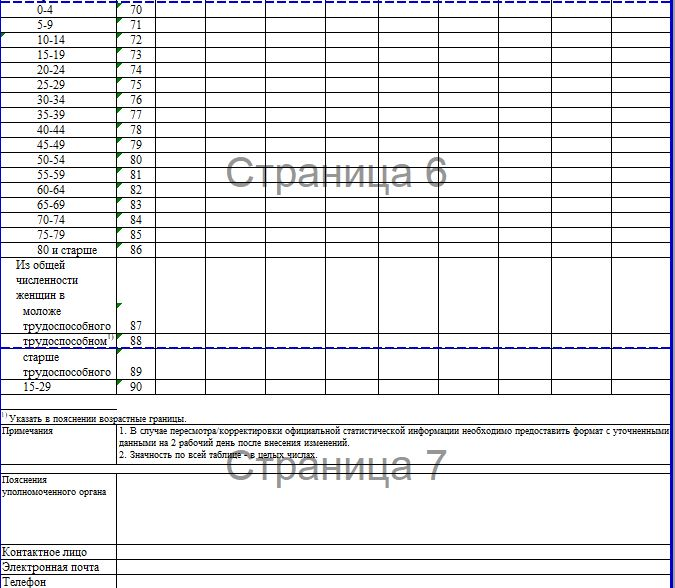 0-4 70
5-9 71
10-14 72
15-19 73
20-24 74
25-29 75
30-34 76
35-39 77
40-44 78
45-49 79
50-54 80
Страница 6
55-59 81
60-64 82
65-69 83
70-74 84
75-79 85
80 и старше 86
Из общей
численности
женщин в
моложе
трудоспособного 87
трудоспособном 1) 88
старше
трудоспособного 89
15-29 90
1) Указать в пояснении возрастные границы.
Примечания 1. В случае пересмотра/корректировки официальной статистической информации необходимо предоставить формат с уточненными
данными на 2 рабочий день после внесения изменений.
2. Значность по всей таблице - в целых числах.
Страница 7
Пояснения
уполномоченного органа
Контактное лицо
Электронная почта
Телефон